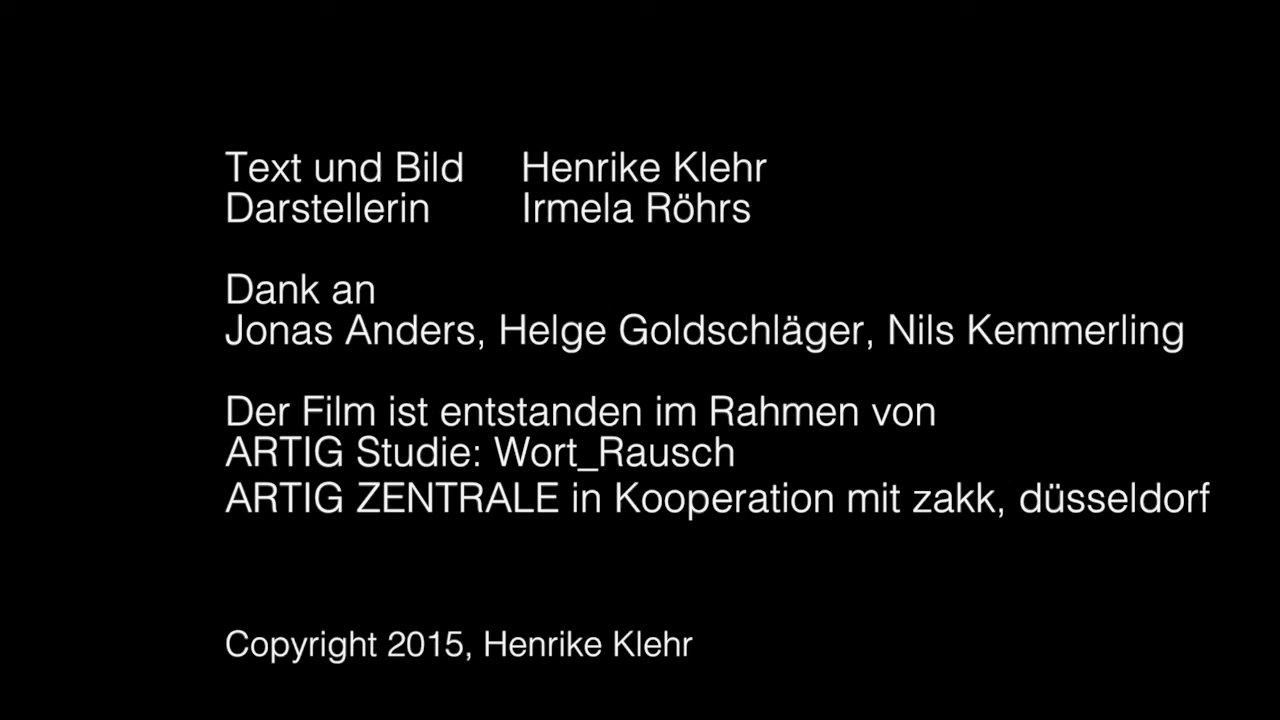 Text und Bild Henrike Klehr
Darstellerin Irmela Röhrs
Dank an
Jonas Anders, Helge Goldschläger, Nils Kemmerling
Der Film ist entstanden im Rahmen von
ARTIG Studie: Wort_Rausch
ARTIG ZENTRALE in Kooperation mit zakk, düsseldorf
Copyright 2015, Henrike Klehr